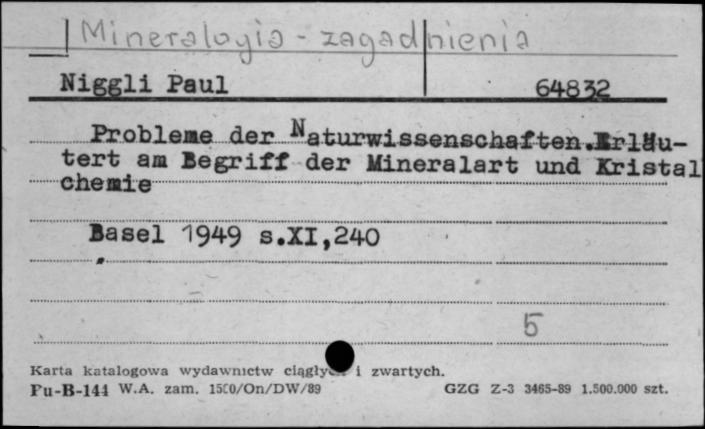 Mineralogia - zagadnienia
Niggli Paul 64832
Probleme der Naturwissenschaften.Erläu-
tert am Begriff der Mineralart und Kristal
chemie
Basel 1949 s.XI,240
5
Karta katalogowa wydawnictw i zwartych.
Pu-B-144 W.A. zam. 1500/On/DW/89 GZG Z-3 3465-89 1.500.000 szt.